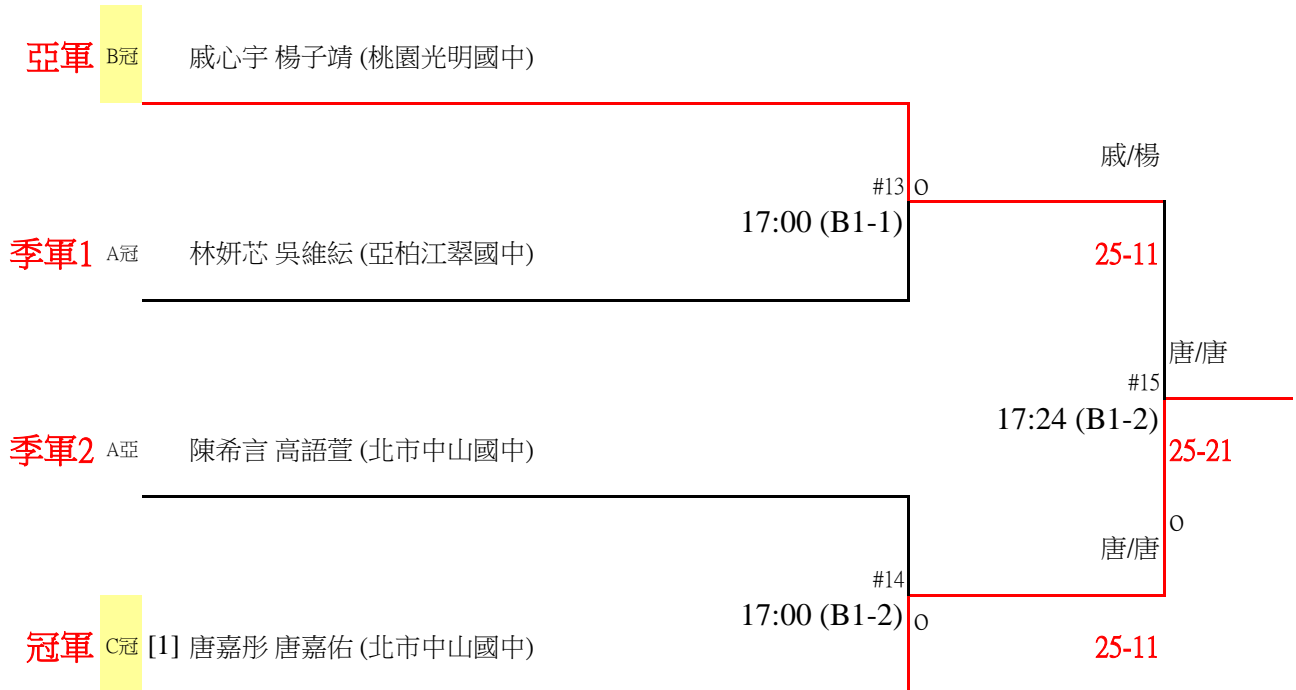 亞軍 B冠 戚心宇 楊子靖 (桃園光明國中)
戚/楊
#13 O
17:00 (B1-1)
季軍1 A冠 林妍芯 吳維紜 (亞柏江翠國中) 25-11
唐/唐
#15
17:24 (B1-2)
季軍2 A亞 陳希言 高語萱 (北市中山國中) 25-21
O
唐/唐
#14
17:00 (B1-2) O
冠軍 C冠 [1] 唐嘉彤 唐嘉佑 (北市中山國中) 25-11